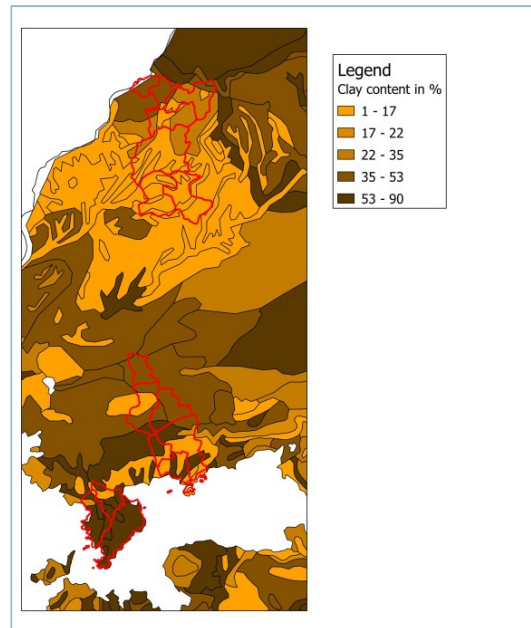 Legend
Clay content in %
1 - 17
17 - 22
22 - 35
35 - 53
53 - 90